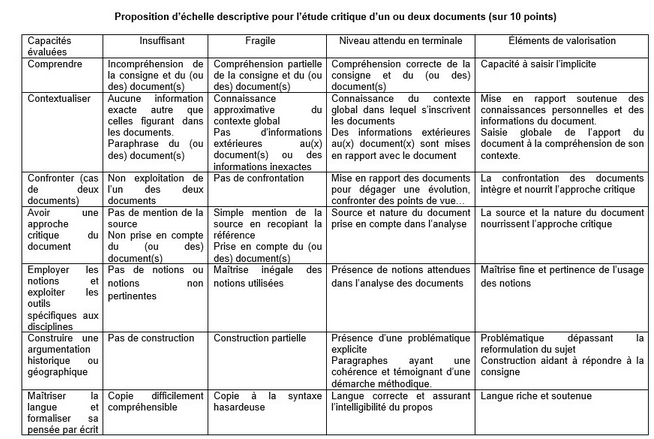 Proposition d'échelle descriptive pour l'étude critique d'un ou deux documents (sur 10 points)
Capacités
évaluées
Insuffisant
Fragile
Niveau attendu en terminale
Éléments de valorisation
Comprendre
Incompréhension de
la consigne et du (ou
des) document(s)
Compréhension partielle
de la consigne et du (ou
des) document(s)
Compréhension correcte de la
consigne et du (ou des)
document(s)
Capacité à saisir l'implicite
Contextualiser
Aucune information
exacte autre que
celles figurant dans
les documents.
Paraphrase du (ou
des) document(s)
Connaissance
approximative du
contexte global
Pas d'informations
extérieures au(x)
document(s) ou des
informations inexactes
Connaissance du contexte
global dans lequel s'inscrivent
les documents
Des informations extérieures
au(x) document(s) sont mises
en rapport avec le document
Mise en rapport soutenue des
connaissances personnelles et des
informations du document.
Saisie globale de l'apport du
document à la compréhension de son
contexte.
Confronter (cas
de deux
documents)
Non exploitation de
l'un des deux
documents
Pas de confrontation
Mise en rapport des documents
pour dégager une évolution,
confronter des points de vue…
La confrontation des documents
intègre et nourrit l'approche critique
Avoir une
approche
critique du
document
Pas de mention de la
source
Non prise en compte
du (ou des)
document(s)
Simple mention de la
source en recopiant la
référence
Prise en compte du (ou
des) document(s)
Source et nature du document
prise en compte dans l'analyse
La source et la nature du document
nourrissent l'approche critique
Employer les
notions et
exploiter les
outils
spécifiques aux
disciplines
Pas de notions ou
notions non
pertinentes
Maîtrise inégale des
notions utilisées
Présence de notions attendues
dans l'analyse des documents
Maîtrise fine et pertinence de l'usage
des notions
Construire une
argumentation
historique ou
géographique
Pas de construction
Construction partielle
Présence d'une problématique
explicite
Paragraphes ayant une
cohérence et témoignant d'une
démarche méthodique.
Problématique dépassant la
reformulation du sujet
Construction aidant à répondre à la
consigne
Maîtriser la
langue et
formaliser sa
pensée par écrit
Copie difficilement
compréhensible
Copie à la syntaxe
hasardeuse
Langue correcte et assurant
l'intelligibilité du propos
Langue riche et soutenue